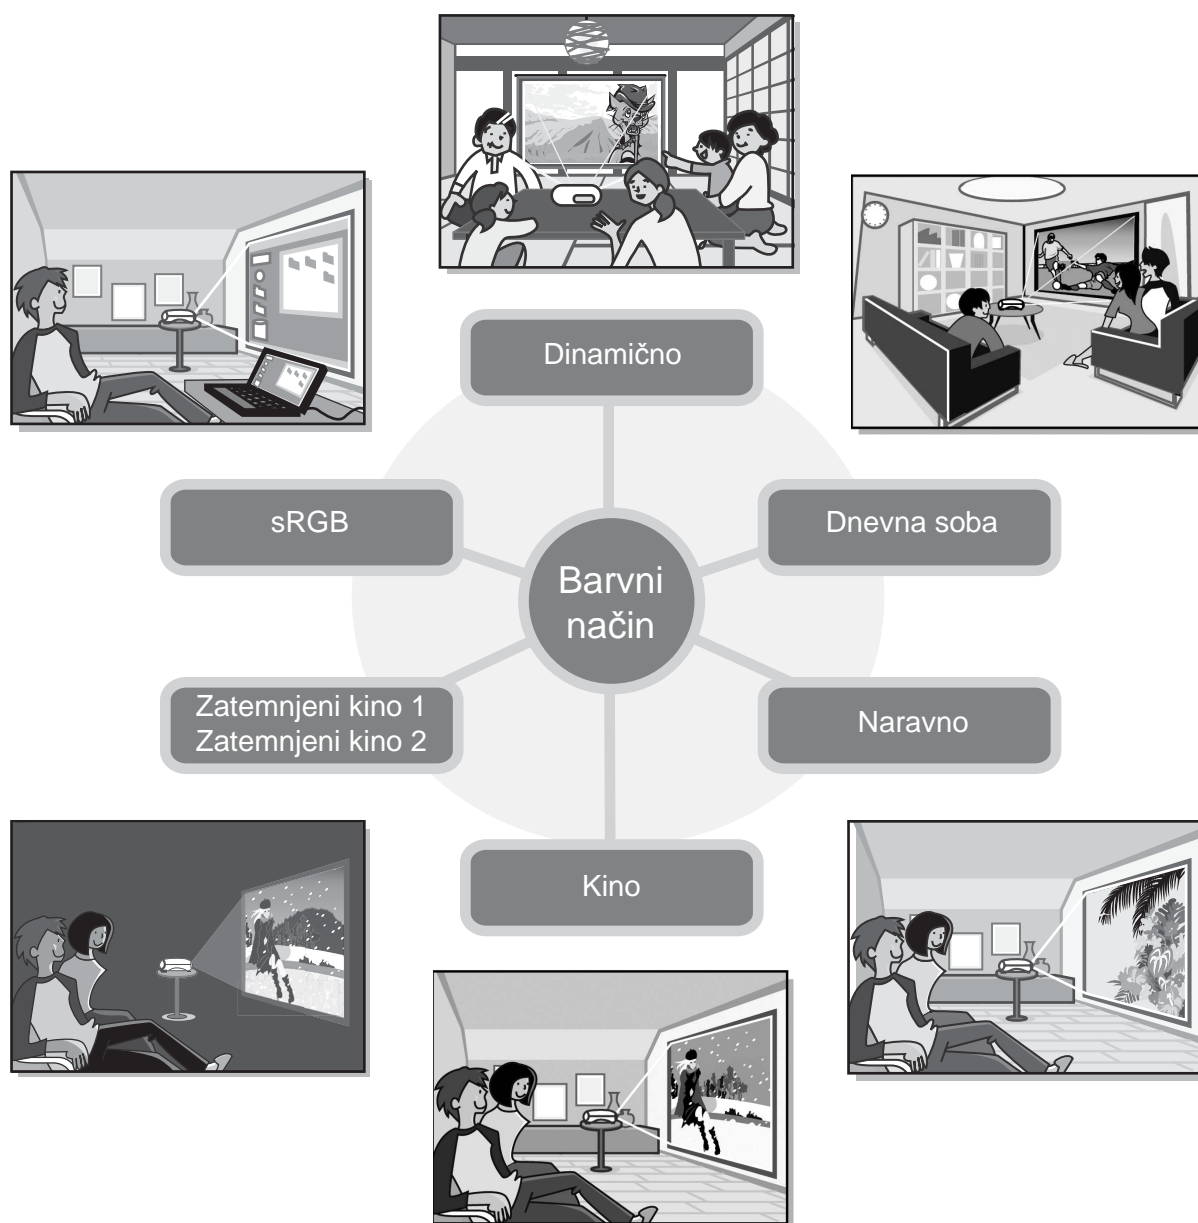 Dinamično
sRGB
Dnevna soba
Barvni
način
Zatemnjeni kino 1
Zatemnjeni kino 2
Naravno
Kino